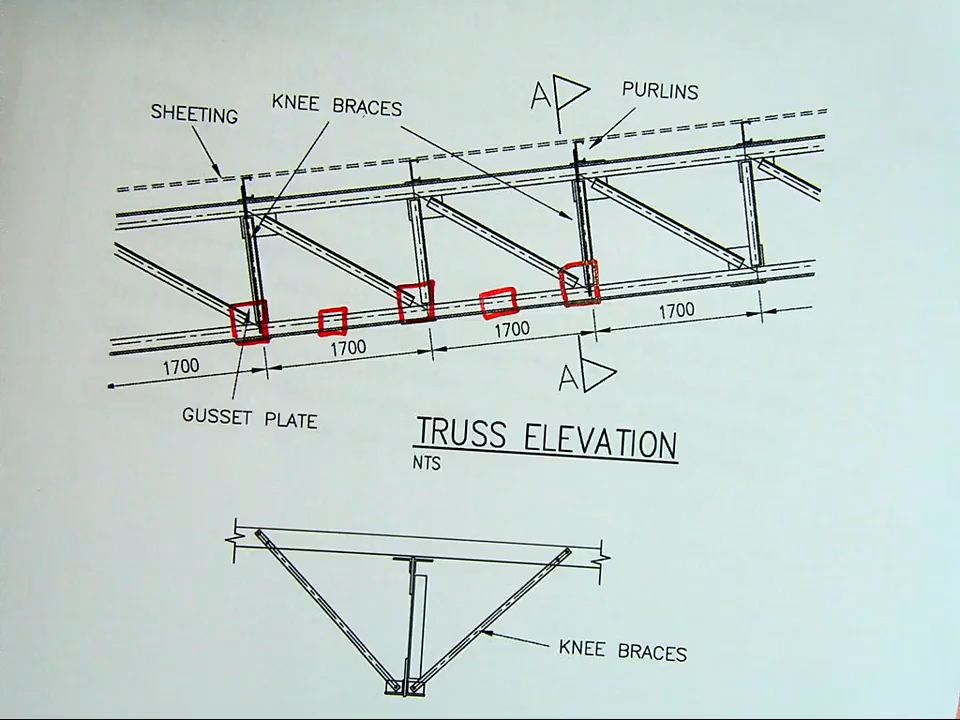 A
PURLINS
KNEE BRACES
SHEETING
1700
1700
1700
1700
A
GUSSET PLATE
TRUSS ELEVATION
NTS
KNEE BRACES